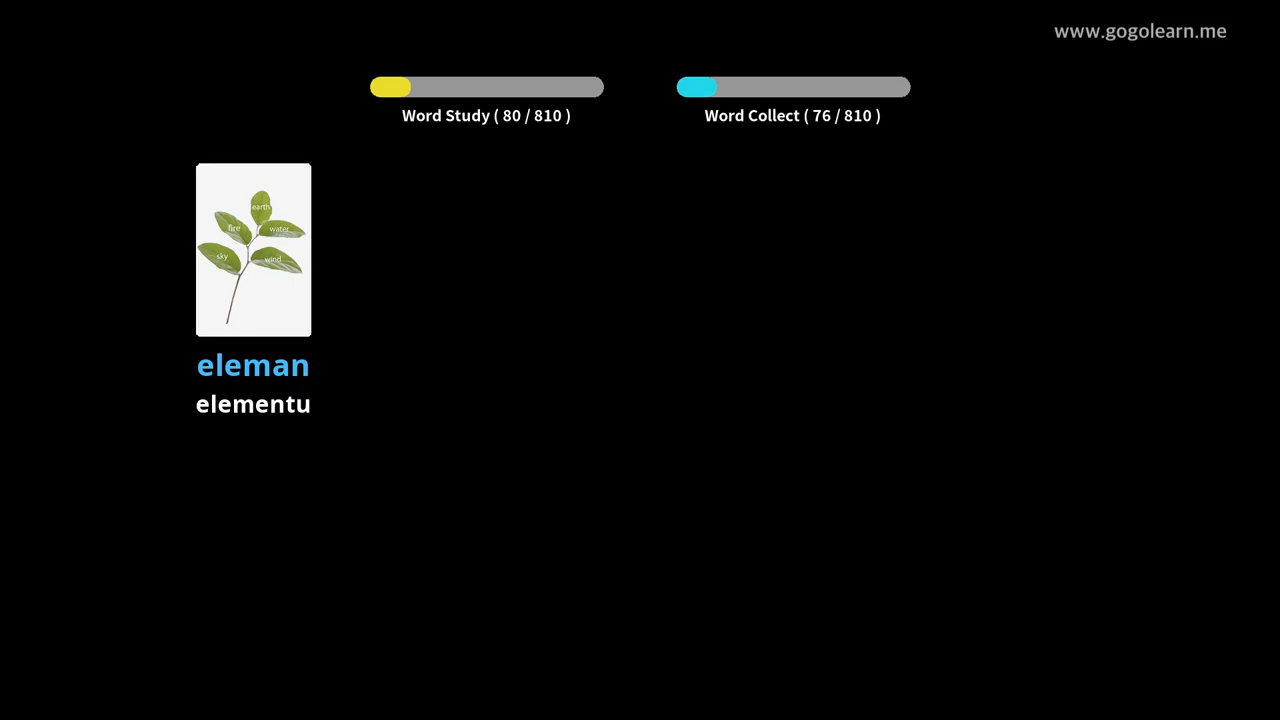 www.gogolearn.me
Word Study ( 80 / 810 )
Word Collect ( 76 / 810 )
earth
fire
water
sky
wind
eleman
elementu